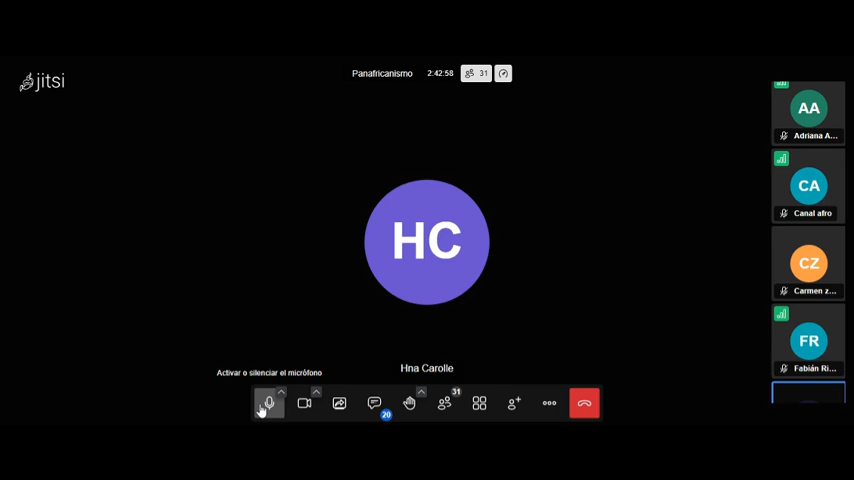 jitsi
Panafricanismo 2:42:58 31
AA
Adriana A...
CA
Canal afro
CZ
Carmen z...
FR
Fabián Ri...
HC
Hna Carolle
Activar o silenciar el micrófono
31
20